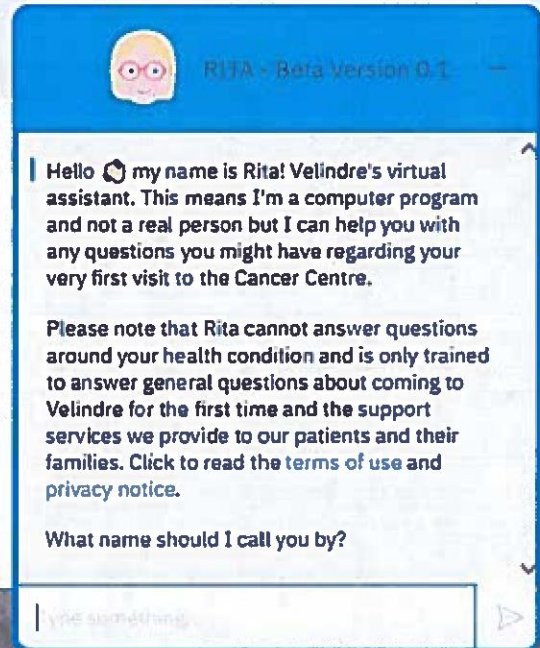 RITA - Beta Version 0.1
Hello my name is Rita! Velindre's virtual
assistant. This means I'm a computer program
and not a real person but I can help you with
any questions you might have regarding your
very first visit to the Cancer Centre.
Please note that Rita cannot answer questions
around your health condition and is only trained
to answer general questions about coming to
Velindre for the first time and the support
services we provide to our patients and their
families. Click to read the terms of use and
privacy notice.
What name should I call you by?
Type something...